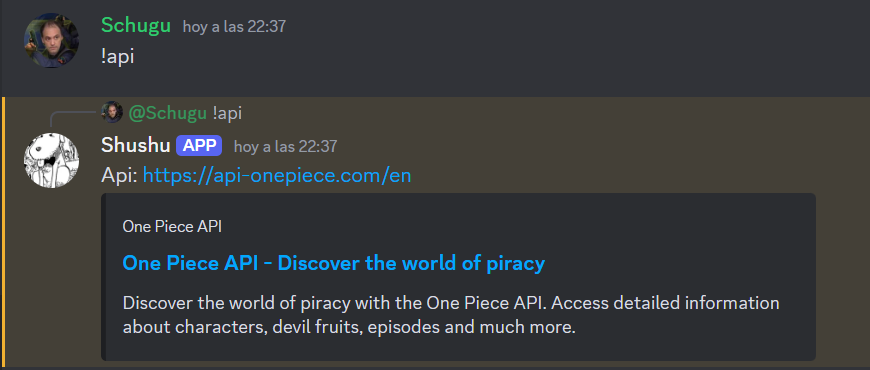 Schugu hoy a las 22:37
!api
@Schugu !api
Shushu APP hoy a las 22:37
Api: https://api-onepiece.com/en
One Piece API
One Piece API - Discover the world of piracy
Discover the world of piracy with the One Piece API. Access detailed information
about characters, devil fruits, episodes and much more.